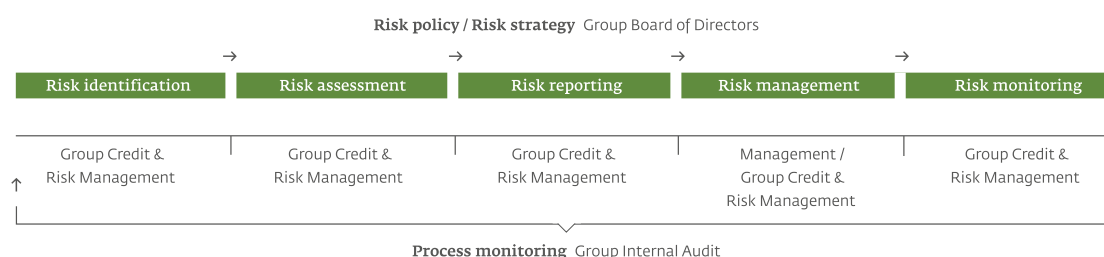 Risk policy / Risk strategy Group Board of Directors
→ → → →
Risk identification Risk assessment Risk reporting Risk management Risk monitoring
Group Credit & Group Credit & Group Credit & Management / Group Credit &
Risk Management Risk Management Risk Management Group Credit & Risk Management
Risk Management
Process monitoring Group Internal Audit